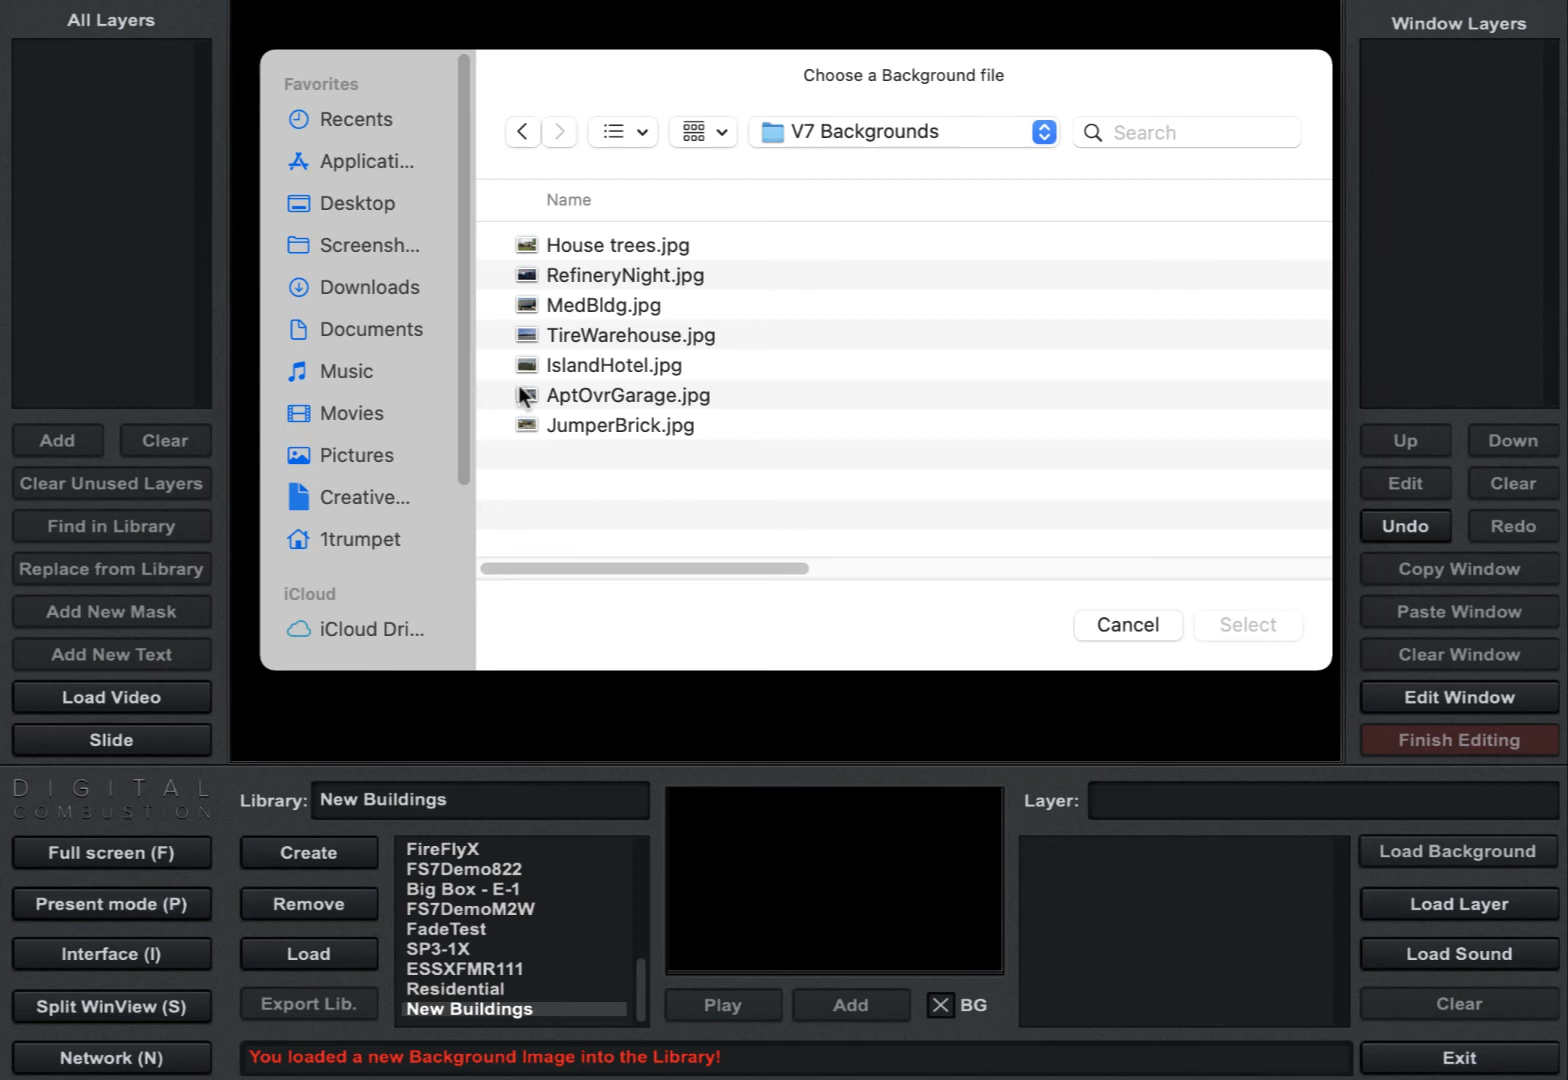 All Layers
Window Layers
Choose a Background file
Favorites
Recents
Applicati...
Desktop
Screensh...
Downloads
Documents
Music
Movies
Pictures
Creative...
1trumpet
iCloud
iCloud Dri...
V7 Backgrounds
Search
Name
House trees.jpg
RefineryNight.jpg
MedBldg.jpg
TireWarehouse.jpg
IslandHotel.jpg
AptOvrGarage.jpg
JumperBrick.jpg
Cancel
Select
Add
Clear
Clear Unused Layers
Find in Library
Replace from Library
Add New Mask
Add New Text
Load Video
Slide
Up
Down
Edit
Clear
Undo
Redo
Copy Window
Paste Window
Clear Window
Edit Window
Finish Editing
DIGITAL
COMBUSTION
Full screen (F)
Present mode (P)
Interface (I)
Split WinView (S)
Network (N)
Library:
New Buildings
Create
Remove
Load
Export Lib.
FireFlyX
FS7Demo822
Big Box - E-1
FS7DemoM2W
FadeTest
SP3-1X
ESSXFMR111
Residential
New Buildings
Play
Add
BG
Layer:
Load Background
Load Layer
Load Sound
Clear
Exit
You loaded a new Background Image into the Library!